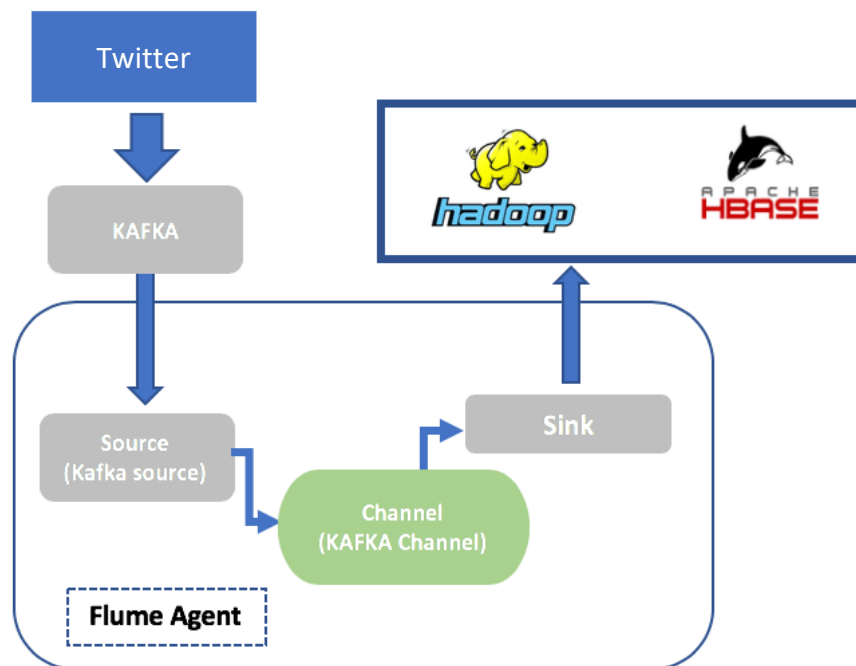 Twitter
KAFKA
hadoop
APACHE
HBASE
Source
(Kafka source)
Sink
Channel
(KAFKA Channel)
Flume Agent